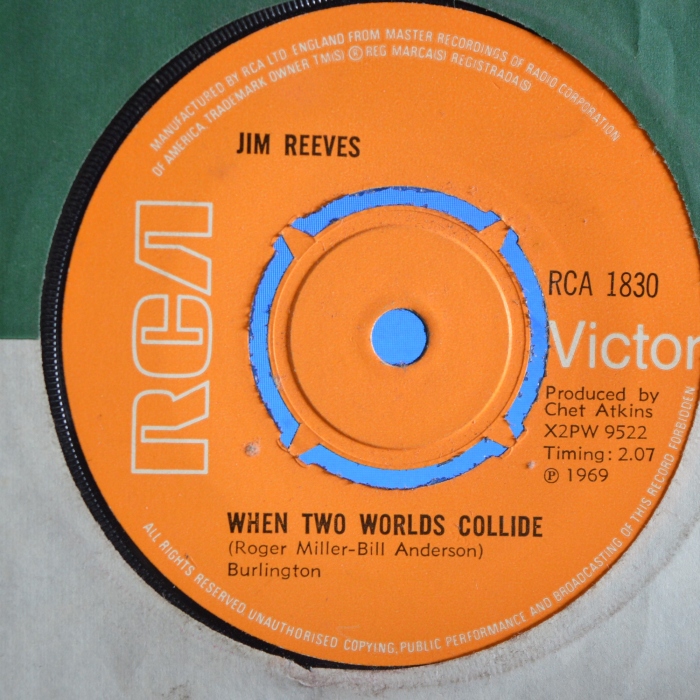 MANUFACTURED BY RCA LTD. ENGLAND FROM MASTER RECORDINGS OF RADIO CORPORATION
OF AMERICA, TRADEMARK OWNER TM(S) ® REG MARCA(S) REGISTRADA(S)
JIM REEVES
RCA
RCA 1830
Victor
Produced by
Chet Atkins
X2PW 9522
Timing: 2.07
℗ 1969
WHEN TWO WORLDS COLLIDE
(Roger Miller-Bill Anderson)
Burlington
ALL RIGHTS RESERVED UNAUTHORISED COPYING, PUBLIC PERFORMANCE AND BROADCASTING OF THIS RECORD FORBIDDEN